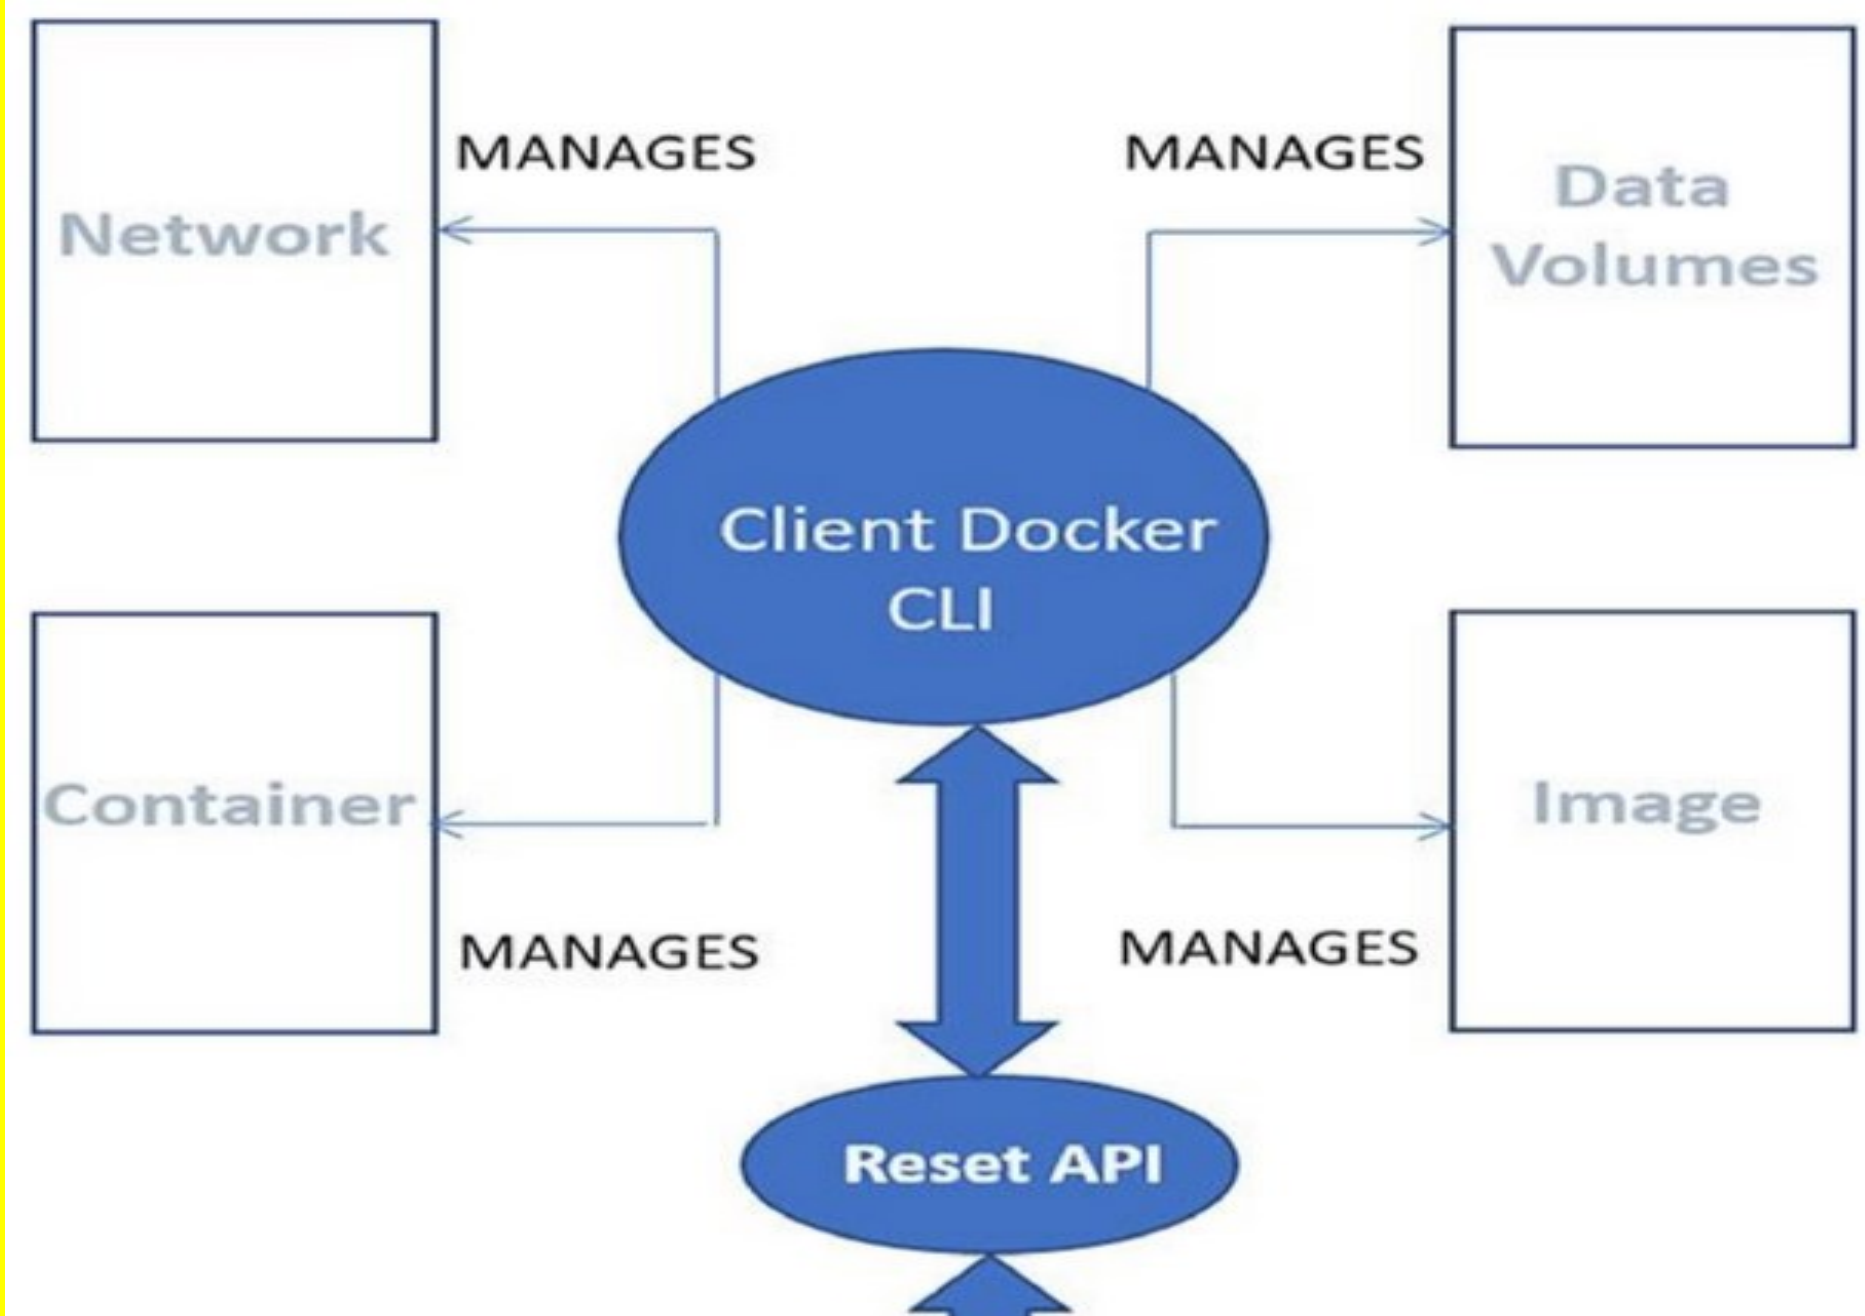 MANAGES
MANAGES
Network
Data
Volumes
Client Docker
CLI
Container
Image
MANAGES
MANAGES
Reset API